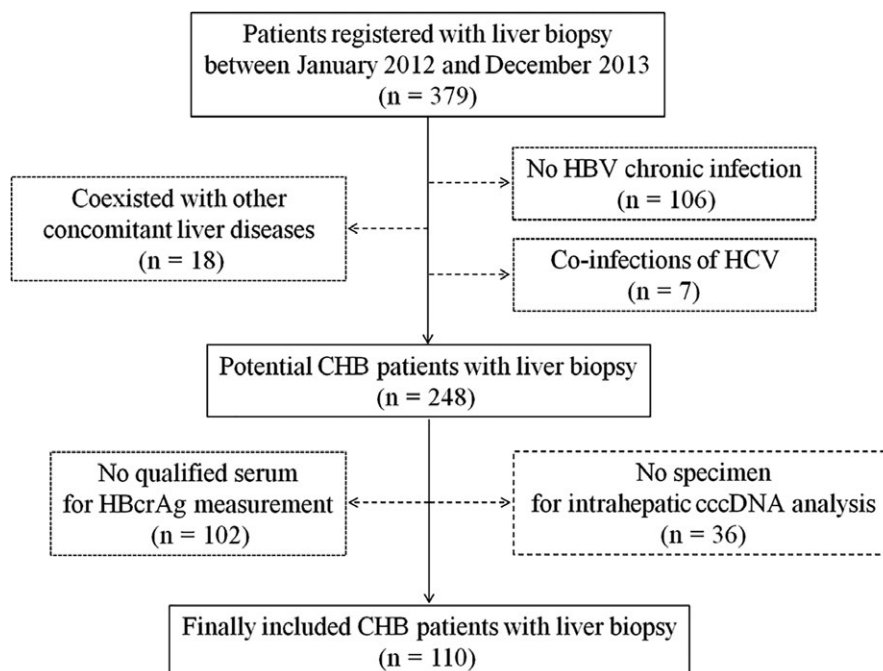 Patients registered with liver biopsy
between January 2012 and December 2013
(n = 379)
No HBV chronic infection
(n = 106)
Coexisted with other
concomitant liver diseases
(n = 18)
Co-infections of HCV
(n = 7)
Potential CHB patients with liver biopsy
(n = 248)
No qualified serum
for HBcrAg measurement
(n = 102)
No specimen
for intrahepatic cccDNA analysis
(n = 36)
Finally included CHB patients with liver biopsy
(n = 110)